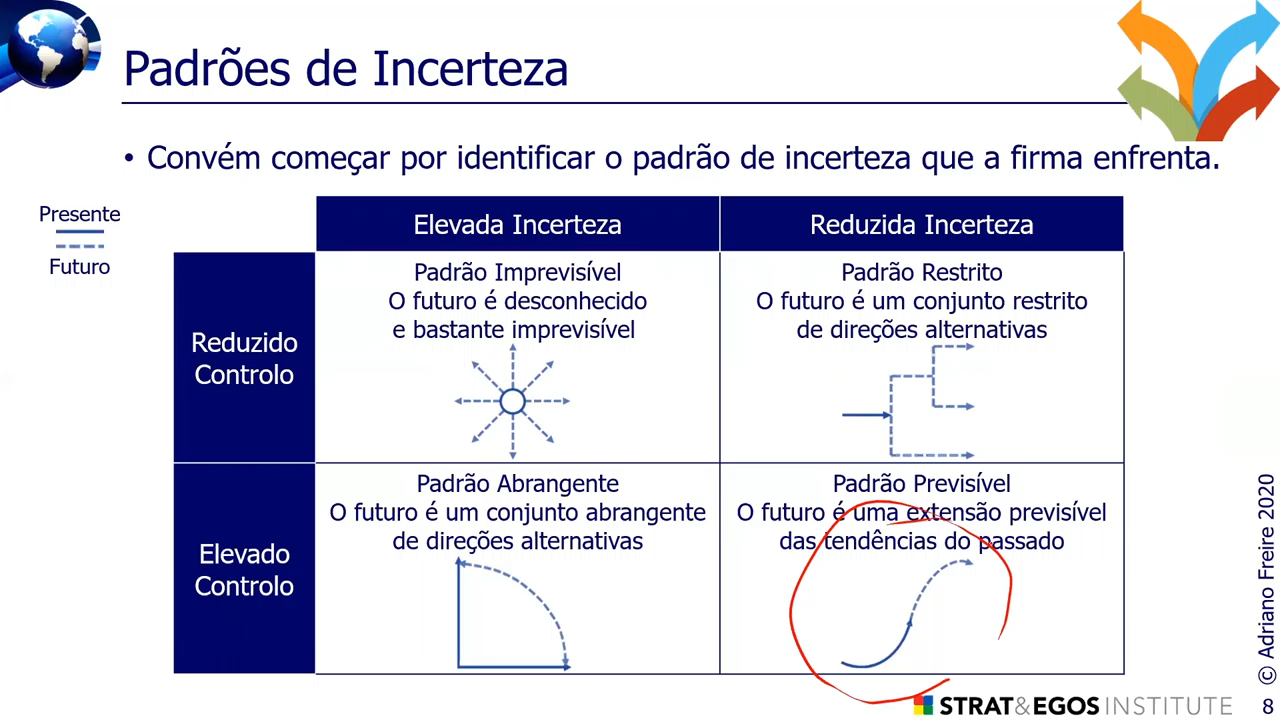 Padrões de Incerteza
• Convém começar por identificar o padrão de incerteza que a firma enfrenta.
Presente
Futuro
Elevada Incerteza
Reduzida Incerteza
Reduzido
Controlo
Padrão Imprevisível
O futuro é desconhecido
e bastante imprevisível
Padrão Restrito
O futuro é um conjunto restrito
de direções alternativas
Elevado
Controlo
Padrão Abrangente
O futuro é um conjunto abrangente
de direções alternativas
Padrão Previsível
O futuro é uma extensão previsível
das tendências do passado
© Adriano Freire 2020
STRAT&EGOS INSTITUTE
8